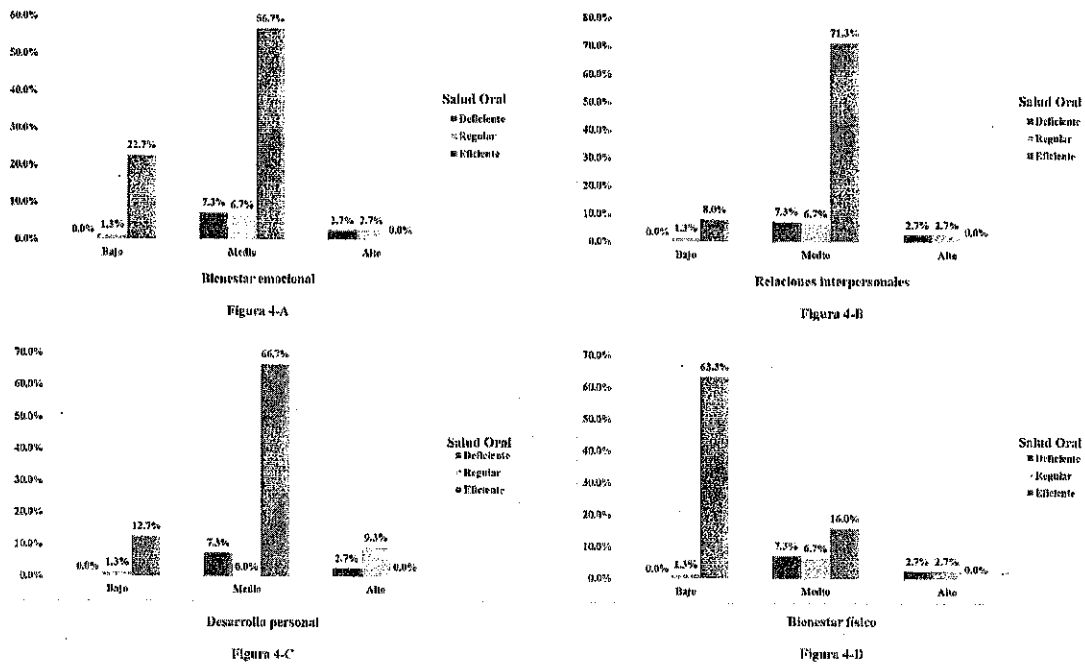 60.0%
50.0%
40.0%
30.0%
20.0%
10.0%
0.0%
0.0% 1.3% 22.7%
7.3% 6.7% 56.7%
2.7% 2.7% 0.0%
Bajo Medio Alto
Bienestar emocional
Salud Oral
Deficiente
Regular
Eficiente
Figura 4-A
80.0%
70.0%
60.0%
50.0%
40.0%
30.0%
20.0%
10.0%
0.0%
0.0% 1.3% 8.0%
7.3% 6.7% 71.3%
2.7% 2.7% 0.0%
Bajo Medio Alto
Relaciones interpersonales
Salud Oral
Deficiente
Regular
Eficiente
Figura 4-B
70.0%
60.0%
50.0%
40.0%
30.0%
20.0%
10.0%
0.0%
0.0% 1.3% 12.7%
7.3% 0.0% 66.7%
2.7% 9.3% 0.0%
Bajo Medio Alto
Desarrollo personal
Salud Oral
Deficiente
Regular
Eficiente
Figura 4-C
70.0%
60.0%
50.0%
40.0%
30.0%
20.0%
10.0%
0.0%
0.0% 1.3% 63.3%
7.3% 6.7% 16.0%
2.7% 2.7% 0.0%
Bajo Medio Alto
Bienestar físico
Salud Oral
Deficiente
Regular
Eficiente
Figura 4-D